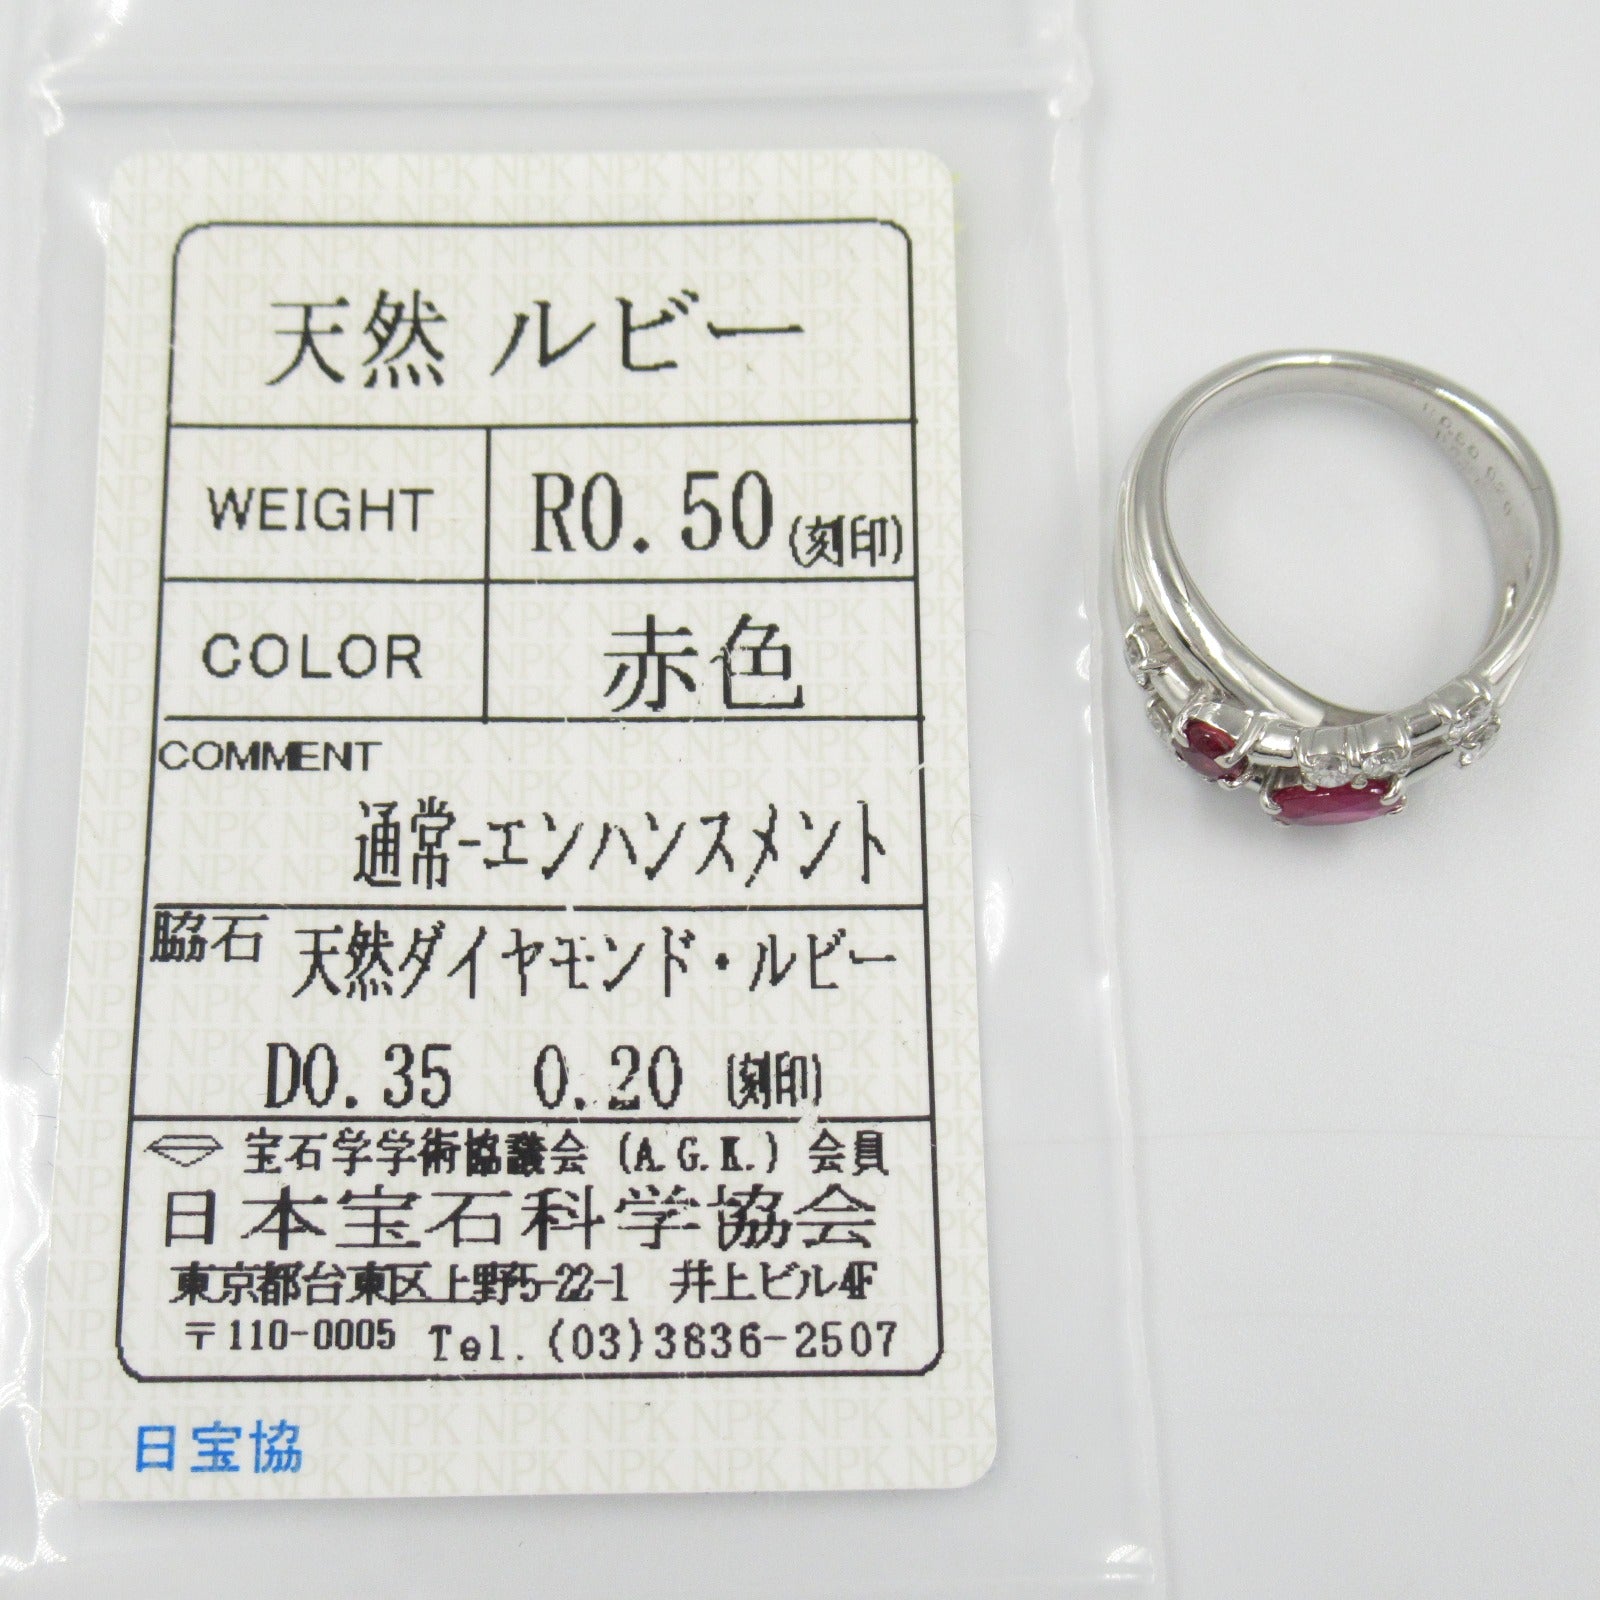 天然 ルビー
WEIGHT R0.50 (刻印)
COLOR 赤色
COMMENT
通常-エンハンスメント
脇石 天然ダイヤモンド・ルビー
D0.35 0.20 (刻印)
宝石学学術協議会 (A.G.K.) 会員
日本宝石科学協会
東京都台東区上野5-22-1 井上ビル4F
〒110-0005 Tel.(03)3836-2507
日宝協